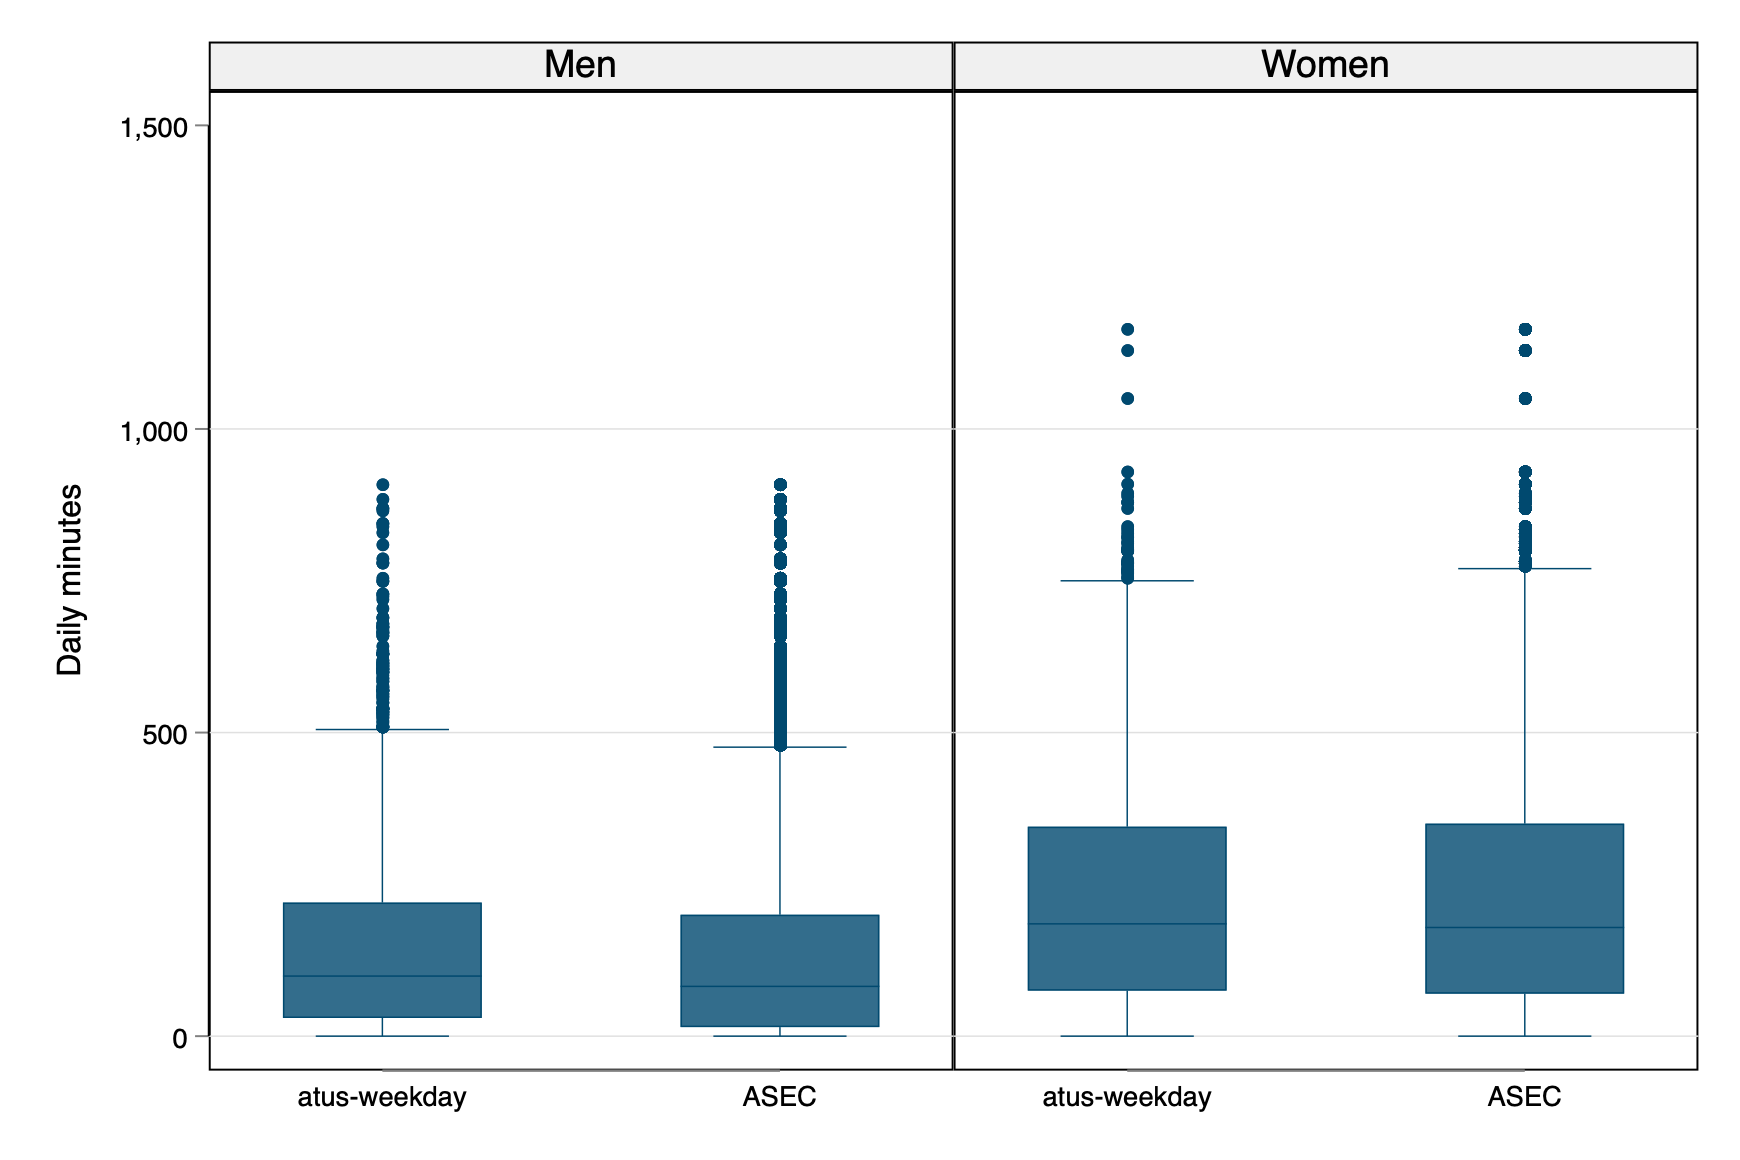 Men
Women
1,500
1,000
500
0
Daily minutes
atus-weekday
ASEC
atus-weekday
ASEC